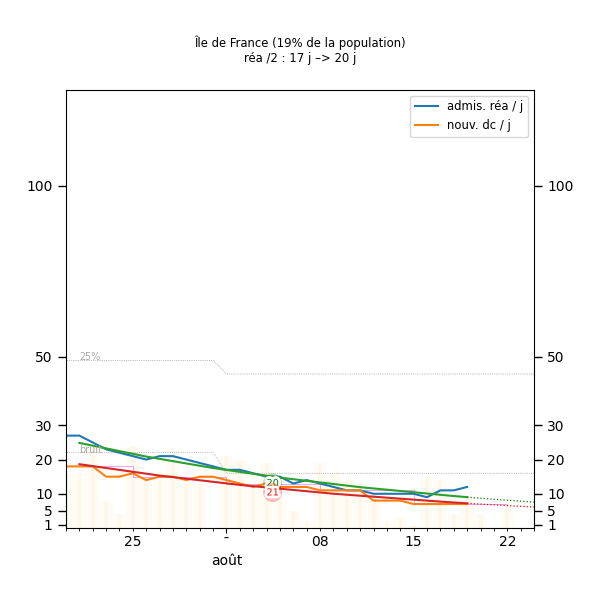 Île de France (19% de la population)
réa /2 : 17 j –> 20 j
admis. réa / j
nouv. dc / j
100 100
50 50
25%
30 30
bruit
20 20
20
21
10 10
5 5
1 1
25 - 08 15 22
août